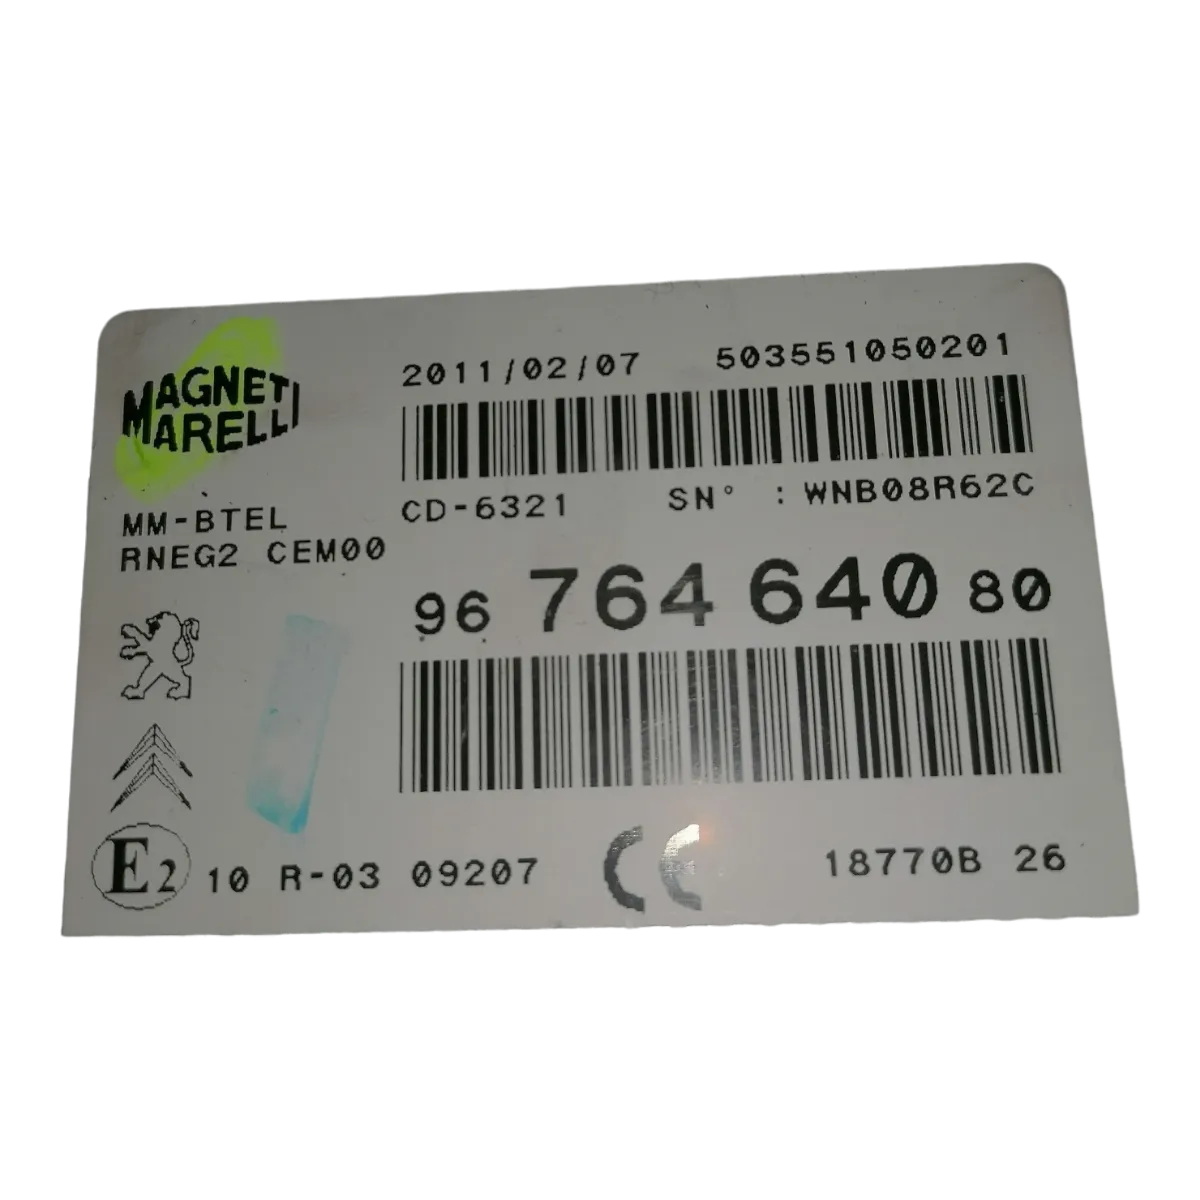 MAGNETI
MARELLI
2011/02/07 503551050201
CD-6321 SN° : WNB08R62C
MM-BTEL
RNEG2 CEM00
96 764 640 80
E2 10 R-03 09207 CE 18770B 26